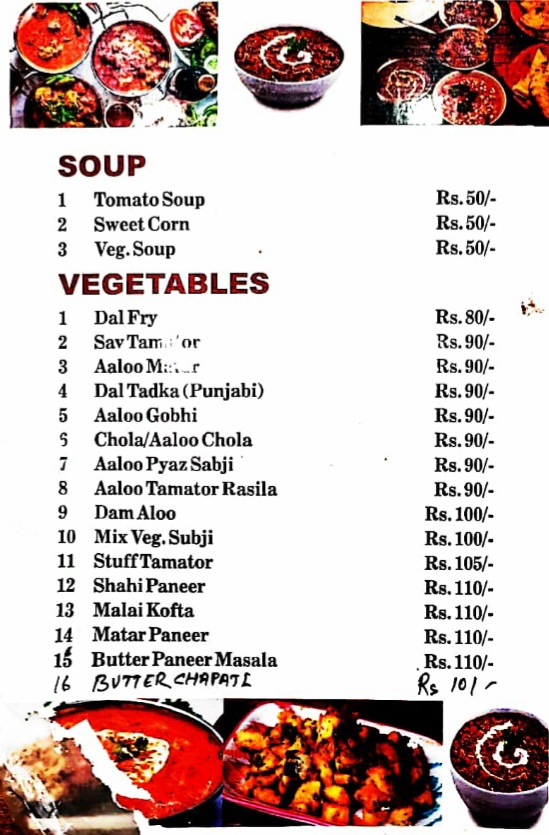 SOUP
1 Tomato Soup Rs. 50/-
2 Sweet Corn Rs. 50/-
3 Veg. Soup Rs. 50/-
VEGETABLES
1 Dal Fry Rs. 80/-
2 Sav Rs. 90/-
3 Aaloo Rs. 90/-
4 Dal Tadka (Punjabi) Rs. 90/-
5 Aaloo Gobhi Rs. 90/-
6 Chola/Aaloo Chola Rs. 90/-
7 Aaloo Pyaz Sabji Rs. 90/-
8 Aaloo Tamator Rasila Rs. 90/-
9 Dam Aloo Rs. 100/-
10 Mix Veg. Subji Rs. 100/-
11 Stuff Tamator Rs. 105/-
12 Shahi Paneer Rs. 110/-
13 Malai Kofta Rs. 110/-
14 Matar Paneer Rs. 110/-
15 Butter Paneer Masala Rs. 110/-
16 BUTTER CHAPATI Rs